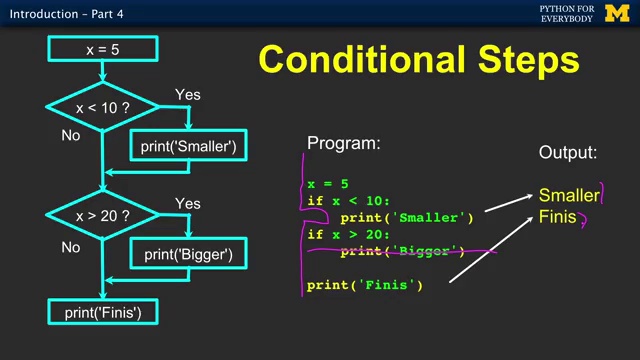 Introduction – Part 4
PYTHON FOR
EVERYBODY
M
Conditional Steps
x = 5
x < 10 ?
Yes
No
print('Smaller')
x > 20 ?
Yes
No
print('Bigger')
print('Finis')
Program:
x = 5
if x < 10:
print('Smaller')
if x > 20:
print('Bigger')
print('Finis')
Output:
Smaller
Finis